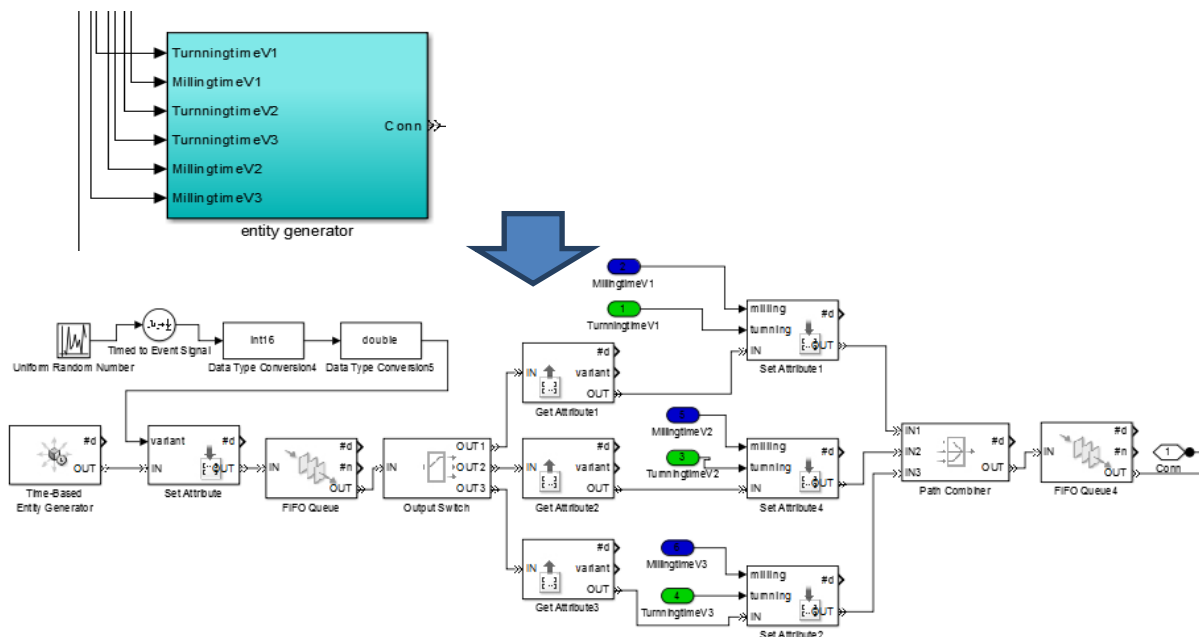 TurnningtimeV1
MillingtimeV1
TurnningtimeV2
TurnningtimeV3
MillingtimeV2
MillingtimeV3
Conn
entity generator
Uniform Random Number
Timed to Event Signal
Int16
Data Type Conversion4
double
Data Type Conversion5
OUT
#d
Time-Based
Entity Generator
variant
IN
#d
OUT
Set Attribute
IN
#d
#n
OUT
FIFO Queue
IN
OUT1
OUT2
OUT3
Output Switch
IN
#d
variant
OUT
Get Attribute1
IN
#d
variant
OUT
Get Attribute2
IN
#d
variant
OUT
Get Attribute3
MillingtimeV1
1
TurnningtimeV1
milling
turnning
IN
#d
OUT
Set Attribute1
MillingtimeV2
3
TurnningtimeV2
milling
turnning
IN
#d
OUT
Set Attribute4
MillingtimeV3
4
TurnningtimeV3
milling
turnning
IN
#d
OUT
Set Attribute2
IN1
IN2
IN3
#d
OUT
Path Combiner
IN
#d
#n
OUT
FIFO Queue4
1
Conn